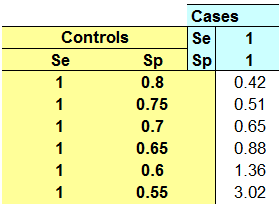 Cases
Controls Se 1
Se Sp Sp 1
1 0.8 0.42
1 0.75 0.51
1 0.7 0.65
1 0.65 0.88
1 0.6 1.36
1 0.55 3.02